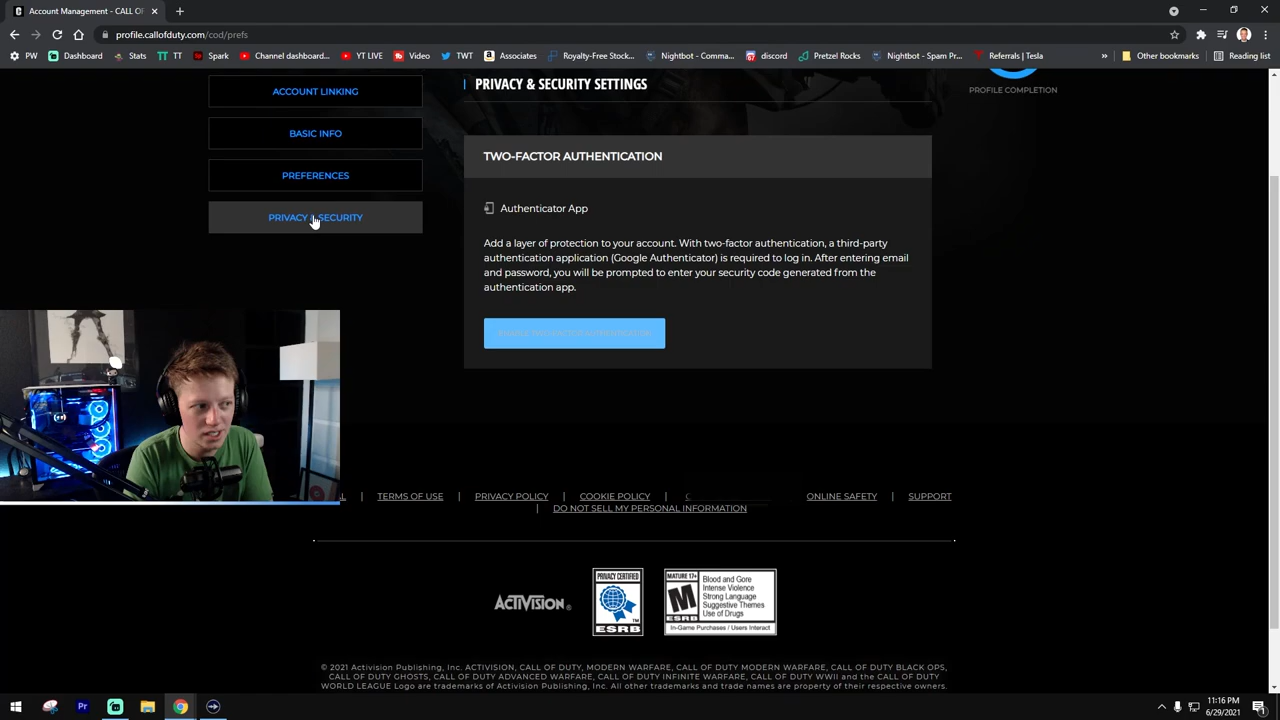 Account Management - CALL OF
profile.callofduty.com/cod/prefs
PW Dashboard Stats TT TT Spark Channel dashboard... YT LIVE Video TWT Associates Royalty-Free Stock... Nightbot - Comma... discord Pretzel Rocks Nightbot - Spam Pr... Referrals | Tesla » Other bookmarks Reading list
ACCOUNT LINKING
BASIC INFO
PREFERENCES
PRIVACY & SECURITY
PRIVACY & SECURITY SETTINGS
PROFILE COMPLETION
TWO-FACTOR AUTHENTICATION
Authenticator App
Add a layer of protection to your account. With two-factor authentication, a third-party
authentication application (Google Authenticator) is required to log in. After entering email
and password, you will be prompted to enter your security code generated from the
authentication app.
ENABLE TWO-FACTOR AUTHENTICATION
TERMS OF USE | PRIVACY POLICY | COOKIE POLICY | ONLINE SAFETY | SUPPORT
| DO NOT SELL MY PERSONAL INFORMATION
ACTIVISION
PRIVACY CERTIFIED
ESRB
MATURE 17+
M
ESRB
Blood and Gore
Intense Violence
Strong Language
Suggestive Themes
Use of Drugs
In-Game Purchases / Users Interact
© 2021 Activision Publishing, Inc. ACTIVISION, CALL OF DUTY, MODERN WARFARE, CALL OF DUTY MODERN WARFARE, CALL OF DUTY BLACK OPS,
CALL OF DUTY GHOSTS, CALL OF DUTY ADVANCED WARFARE, CALL OF DUTY INFINITE WARFARE, CALL OF DUTY WWII and the CALL OF DUTY
WORLD LEAGUE Logo are trademarks of Activision Publishing, Inc. All other trademarks and trade names are property of their respective owners.
11:16 PM
6/29/2021